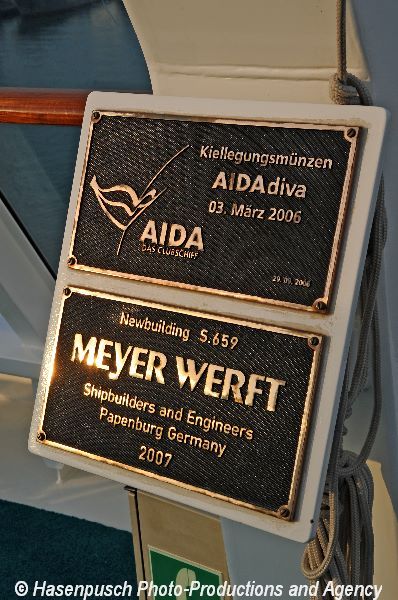 Kiellegungsmünzen
AIDAdiva
03. März 2006
AIDA
DAS CLUBSCHIFF
29.09.2006
Newbuilding S.659
MEYER WERFT
Shipbuilders and Engineers
Papenburg Germany
2007
© Hasenpusch Photo-Productions and Agency